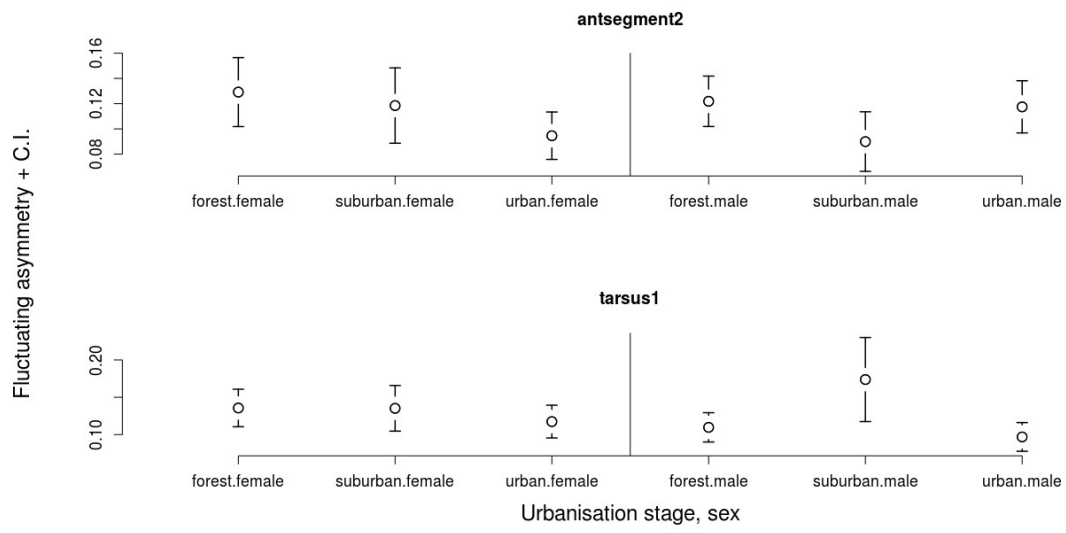 antsegment2
0.16
0.12
0.08
forest.female suburban.female urban.female forest.male suburban.male urban.male
Fluctuating asymmetry + C.I.
tarsus1
0.20
0.10
forest.female suburban.female urban.female forest.male suburban.male urban.male
Urbanisation stage, sex